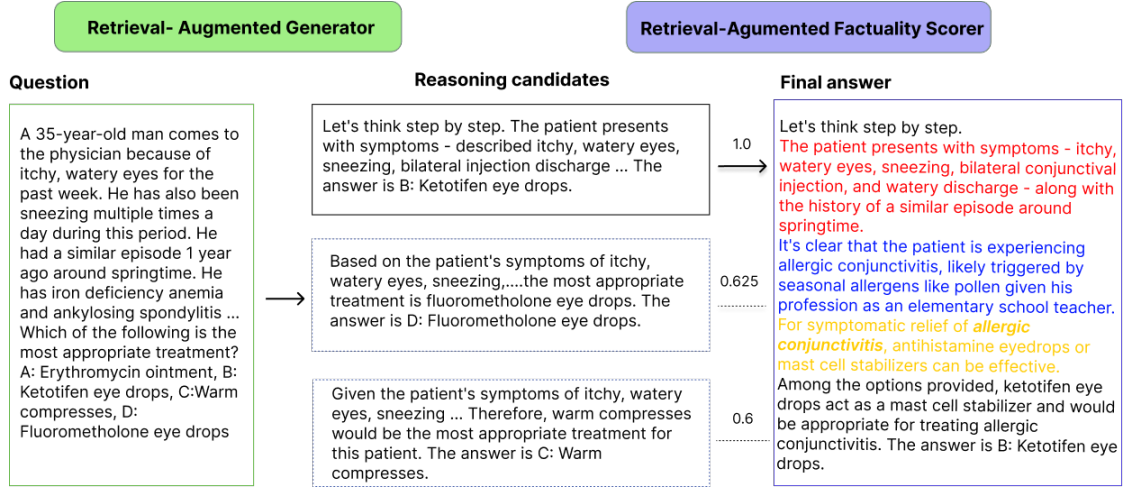 Retrieval- Augmented Generator
Retrieval-Agumented Factuality Scorer
Question
A 35-year-old man comes to
the physician because of
itchy, watery eyes for the
past week. He has also been
sneezing multiple times a
day during this period. He
had a similar episode 1 year
ago around springtime. He
has iron deficiency anemia
and ankylosing spondylitis ...
Which of the following is the
most appropriate treatment?
A: Erythromycin ointment, B:
Ketotifen eye drops, C:Warm
compresses, D:
Fluorometholone eye drops
Reasoning candidates
Let's think step by step. The patient presents
with symptoms - described itchy, watery eyes,
sneezing, bilateral injection discharge ... The
answer is B: Ketotifen eye drops.
1.0
Based on the patient's symptoms of itchy,
watery eyes, sneezing,....the most appropriate
treatment is fluorometholone eye drops. The
answer is D: Fluorometholone eye drops.
0.625
Given the patient's symptoms of itchy, watery
eyes, sneezing ... Therefore, warm compresses
would be the most appropriate treatment for
this patient. The answer is C: Warm
compresses.
0.6
Final answer
Let's think step by step.
The patient presents with symptoms - itchy,
watery eyes, sneezing, bilateral conjunctival
injection, and watery discharge - along with
the history of a similar episode around
springtime.
It's clear that the patient is experiencing
allergic conjunctivitis, likely triggered by
seasonal allergens like pollen given his
profession as an elementary school teacher.
For symptomatic relief of allergic
conjunctivitis, antihistamine eyedrops or
mast cell stabilizers can be effective.
Among the options provided, ketotifen eye
drops act as a mast cell stabilizer and would
be appropriate for treating allergic
conjunctivitis. The answer is B: Ketotifen eye
drops.